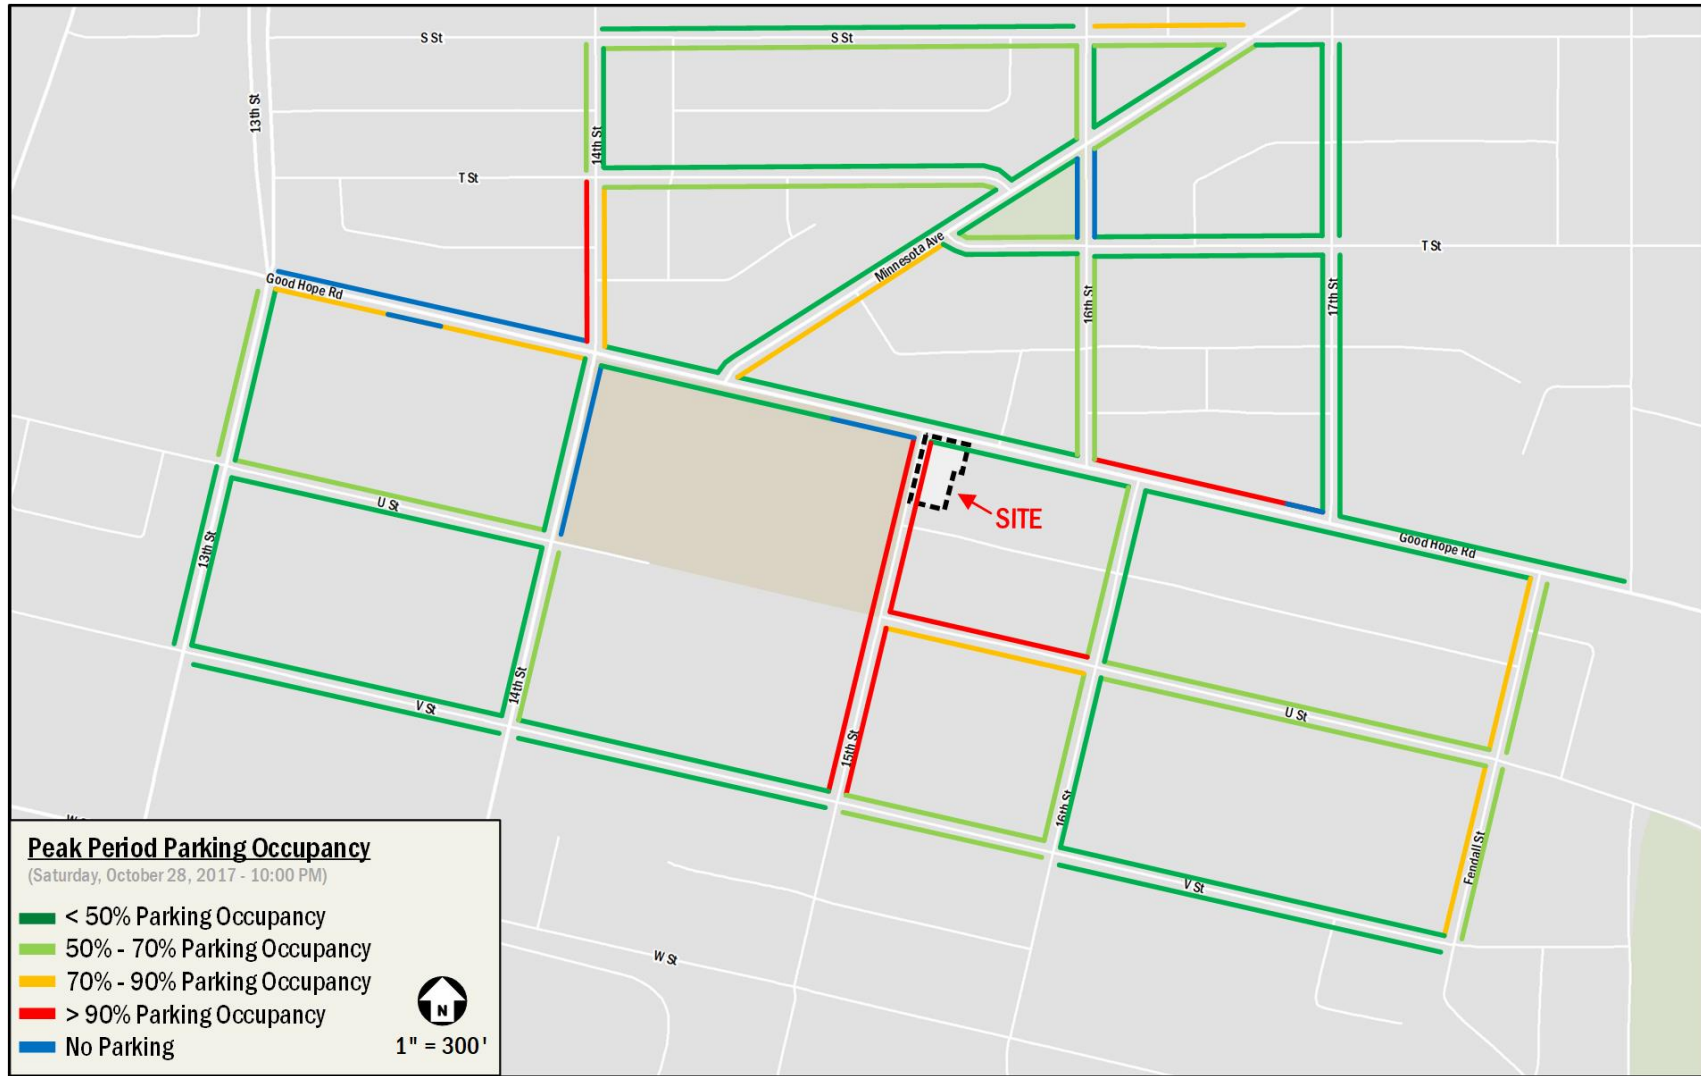 S St
S St
13th St
14th St
T St
T St
Minnesota Ave
Good Hope Rd
16th St
17th St
SITE
U St
Good Hope Rd
13th St
14th St
V St
15th St
U St
16th St
Fendall St
V St
W St
Peak Period Parking Occupancy
(Saturday, October 28, 2017 - 10:00 PM)
< 50% Parking Occupancy
50% - 70% Parking Occupancy
70% - 90% Parking Occupancy
> 90% Parking Occupancy
No Parking
N
1" = 300'